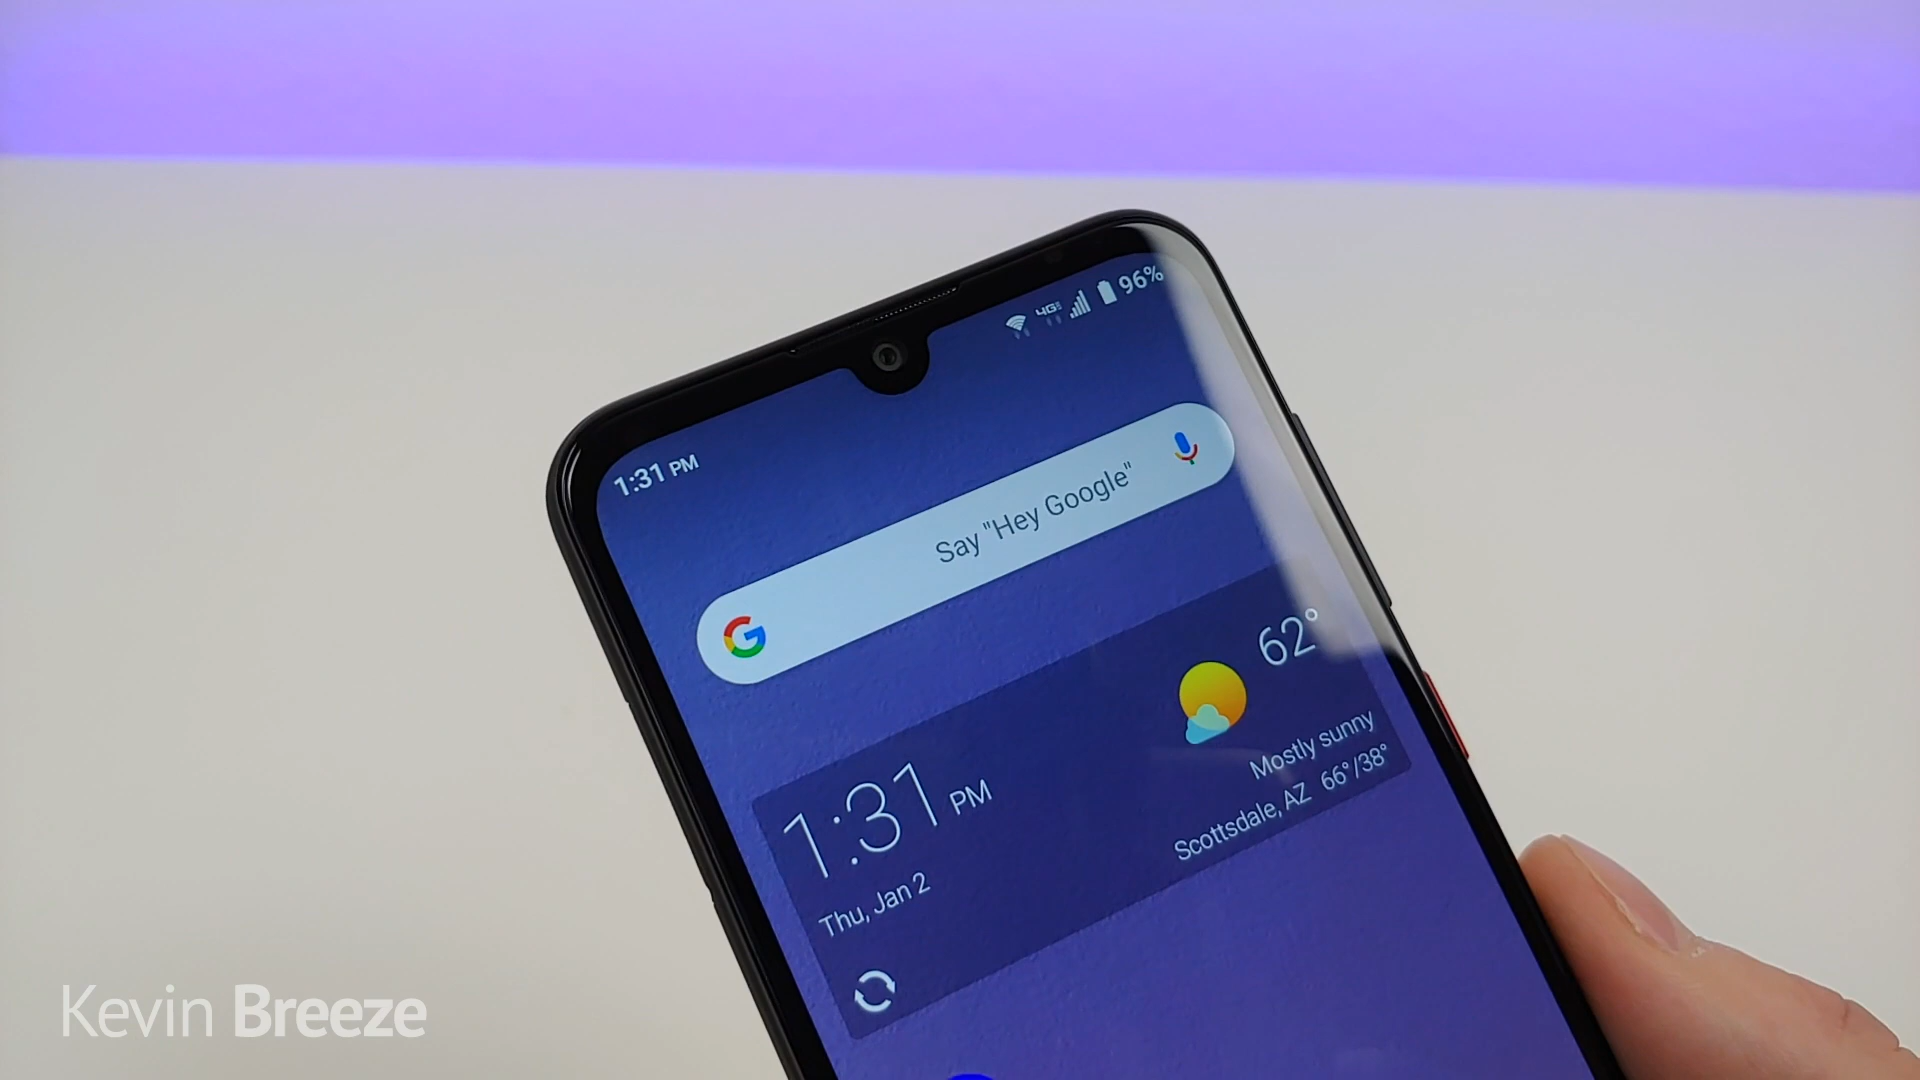 96%
4G
1:31 PM
Say "Hey Google"
G
62°
Mostly sunny
Scottsdale, AZ 66°/38°
1:31 PM
Thu, Jan 2
Kevin Breeze